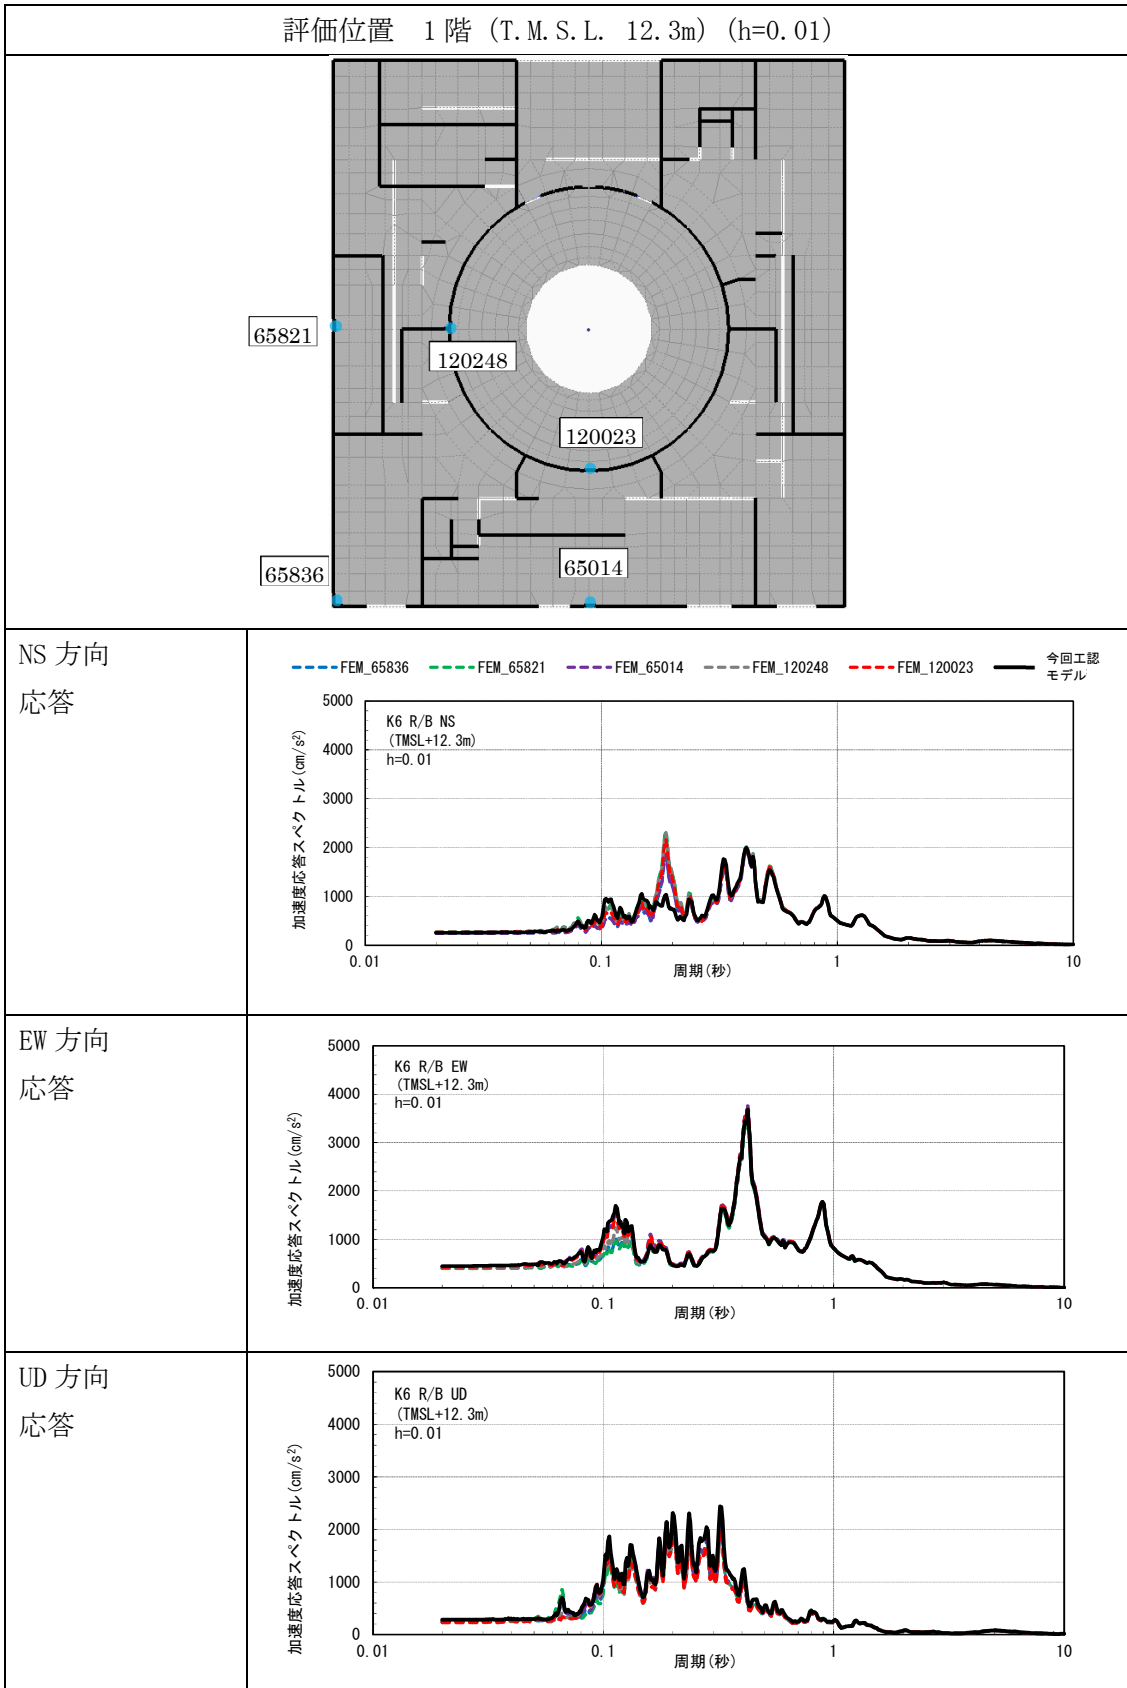 評価位置　1階 (T.M.S.L. 12.3m) (h=0.01)
65821
120248
120023
65836
65014
NS方向
応答
FEM_65836 FEM_65821 FEM_65014 FEM_120248 FEM_120023 今回工認
モデル
加速度応答スペクトル(cm/s²)
5000
4000
3000
2000
1000
0
K6 R/B NS
(TMSL+12.3m)
h=0.01
0.01 0.1 1 10
周期(秒)
EW方向
応答
加速度応答スペクトル(cm/s²)
5000
4000
3000
2000
1000
0
K6 R/B EW
(TMSL+12.3m)
h=0.01
0.01 0.1 1 10
周期(秒)
UD方向
応答
加速度応答スペクトル(cm/s²)
5000
4000
3000
2000
1000
0
K6 R/B UD
(TMSL+12.3m)
h=0.01
0.01 0.1 1 10
周期(秒)